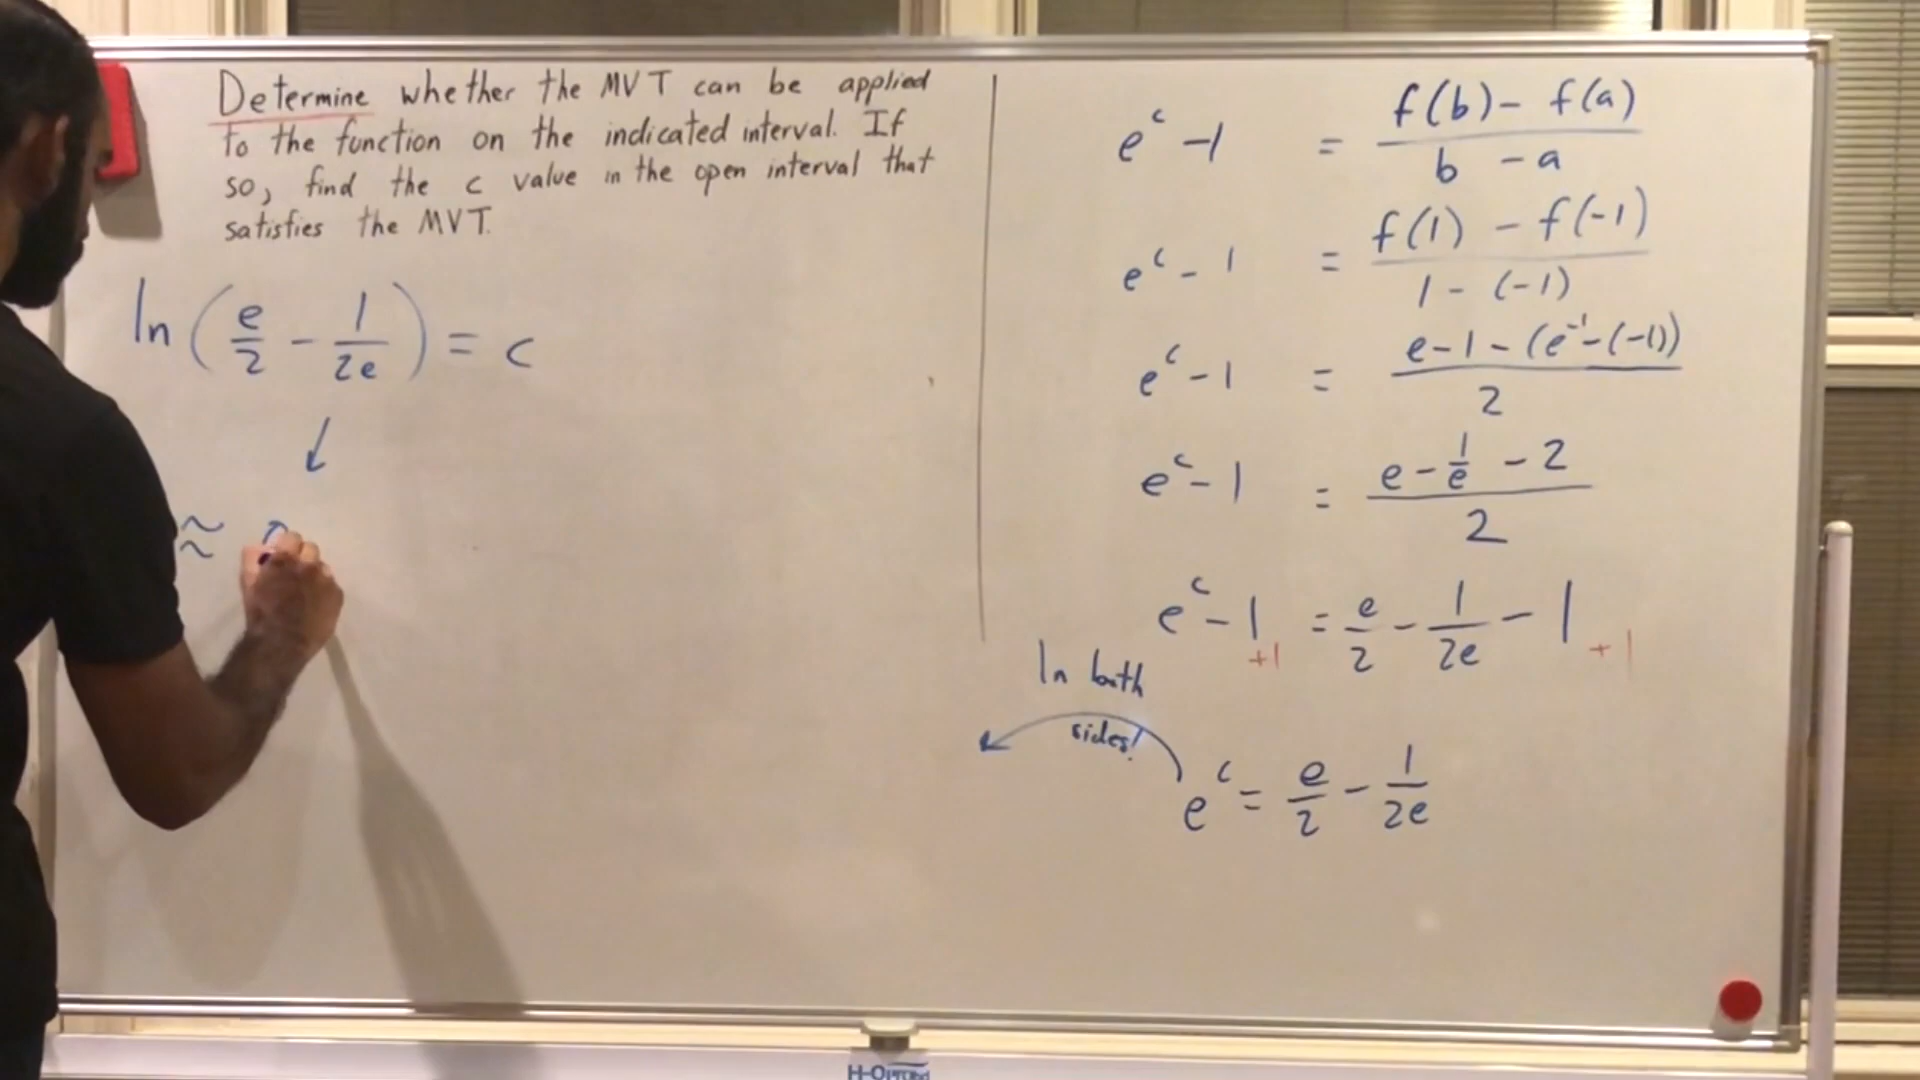 Determine whether the MVT can be applied
to the function on the indicated interval. If
so, find the c value in the open interval that
satisfies the MVT.
ln(e/2 - 1/2e) = c
↓
≈
e^c - 1 = (f(b) - f(a))/(b - a)
e^c - 1 = (f(1) - f(-1))/(1 - (-1))
e^c - 1 = (e - 1 - (e^-1 - (-1)))/2
e^c - 1 = (e - 1/e - 2)/2
e^c - 1 = e/2 - 1/2e - 1
+1 +1
ln both
sides!
e^c = e/2 - 1/2e